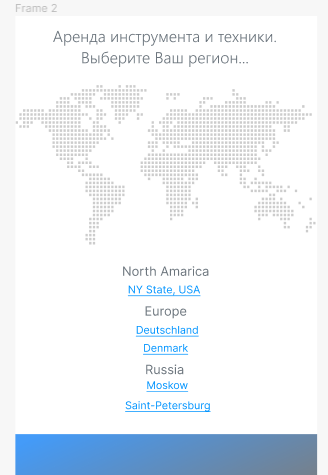 Frame 2
Аренда инструмента и техники.
Выберите Ваш регион...
North Amarica
NY State, USA
Europe
Deutschland
Denmark
Russia
Moskow
Saint-Petersburg